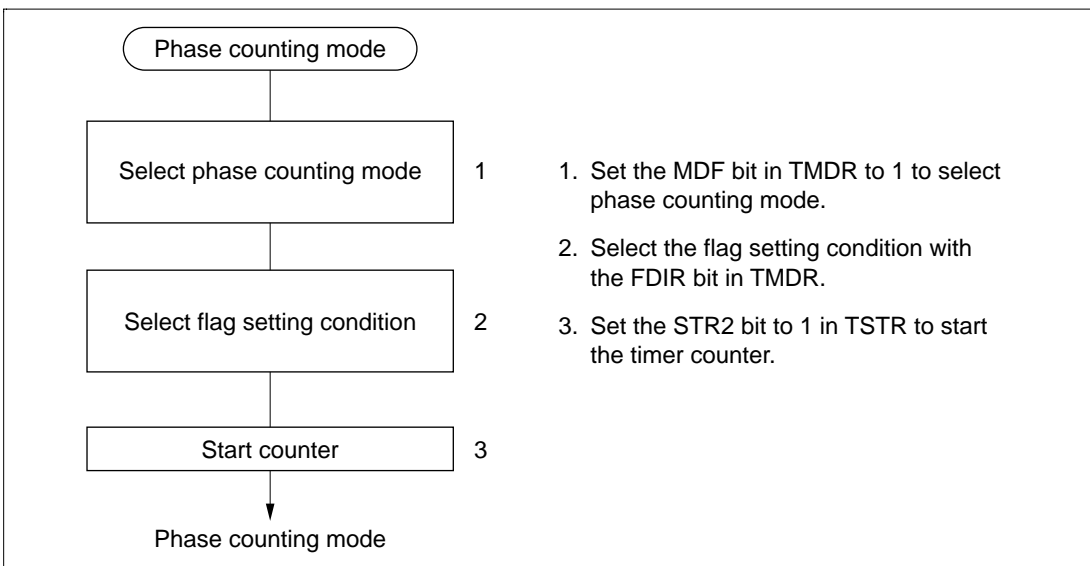 Phase counting mode
Select phase counting mode 1
Select flag setting condition 2
Start counter 3
Phase counting mode
1. Set the MDF bit in TMDR to 1 to select
phase counting mode.
2. Select the flag setting condition with
the FDIR bit in TMDR.
3. Set the STR2 bit to 1 in TSTR to start
the timer counter.